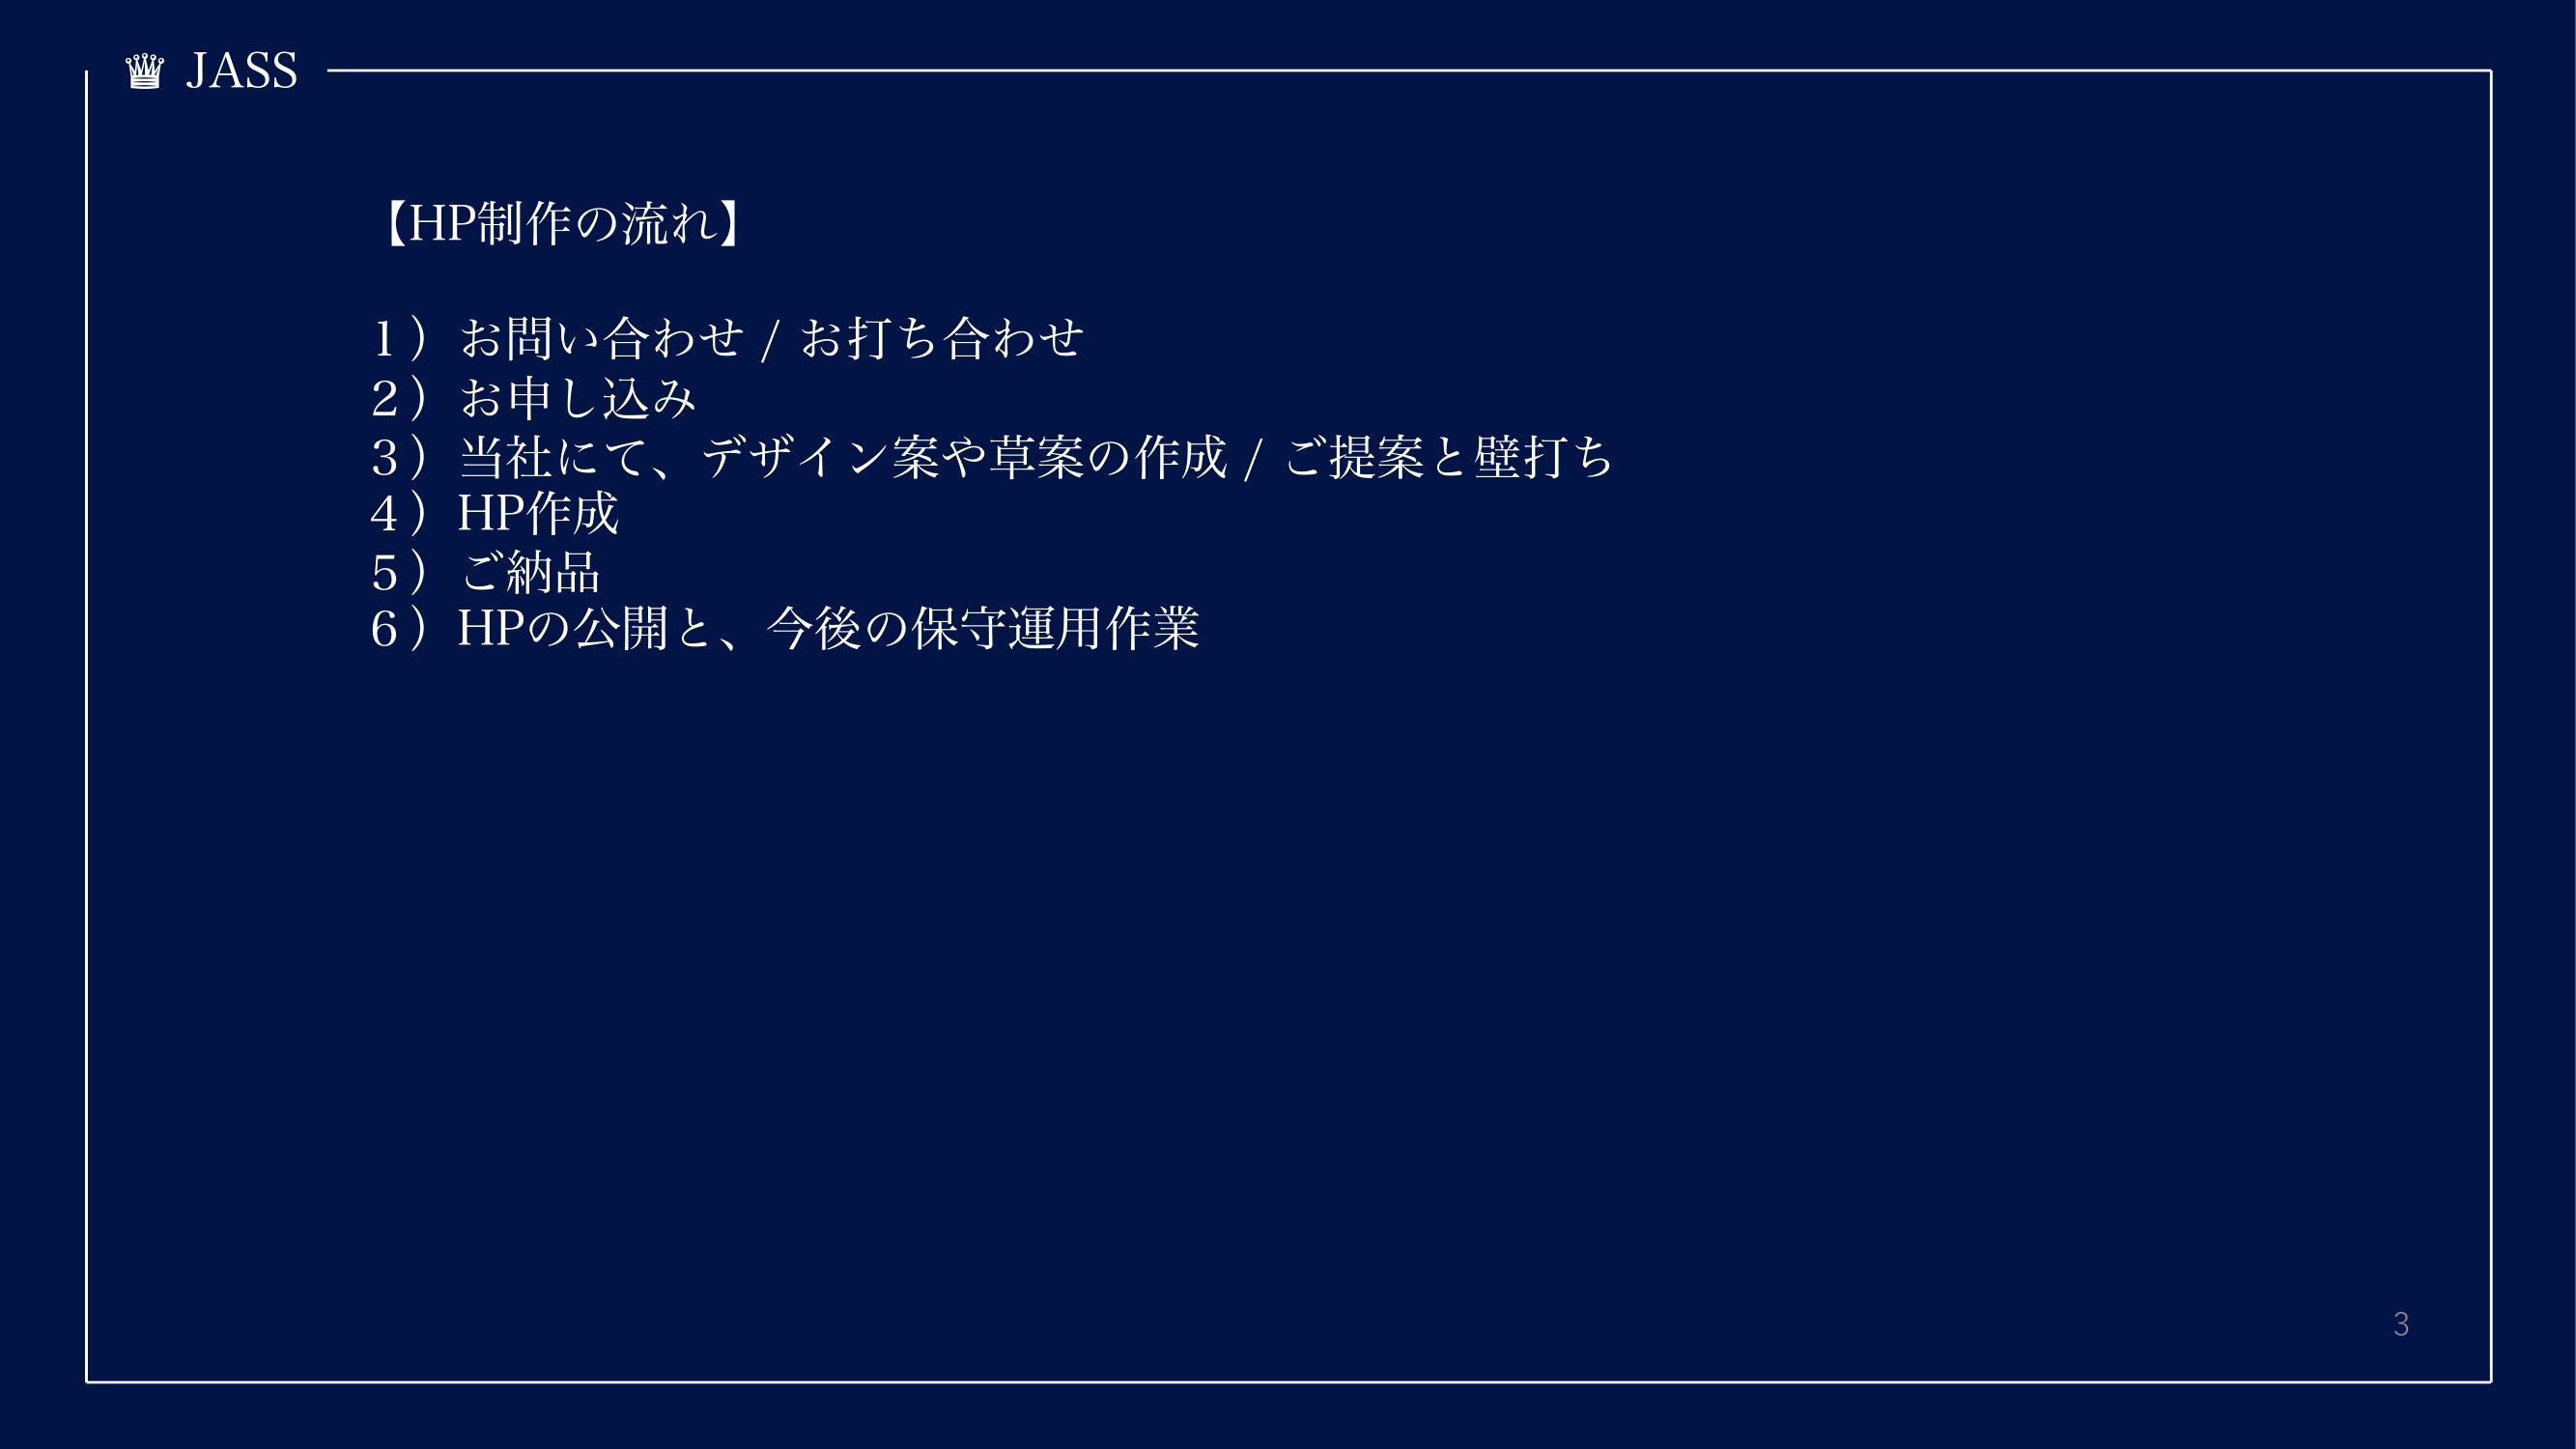 ♛ JASS
【HP制作の流れ】
１）お問い合わせ / お打ち合わせ
２）お申し込み
３）当社にて、デザイン案や草案の作成 / ご提案と壁打ち
４）HP作成
５）ご納品
６）HPの公開と、今後の保守運用作業
3